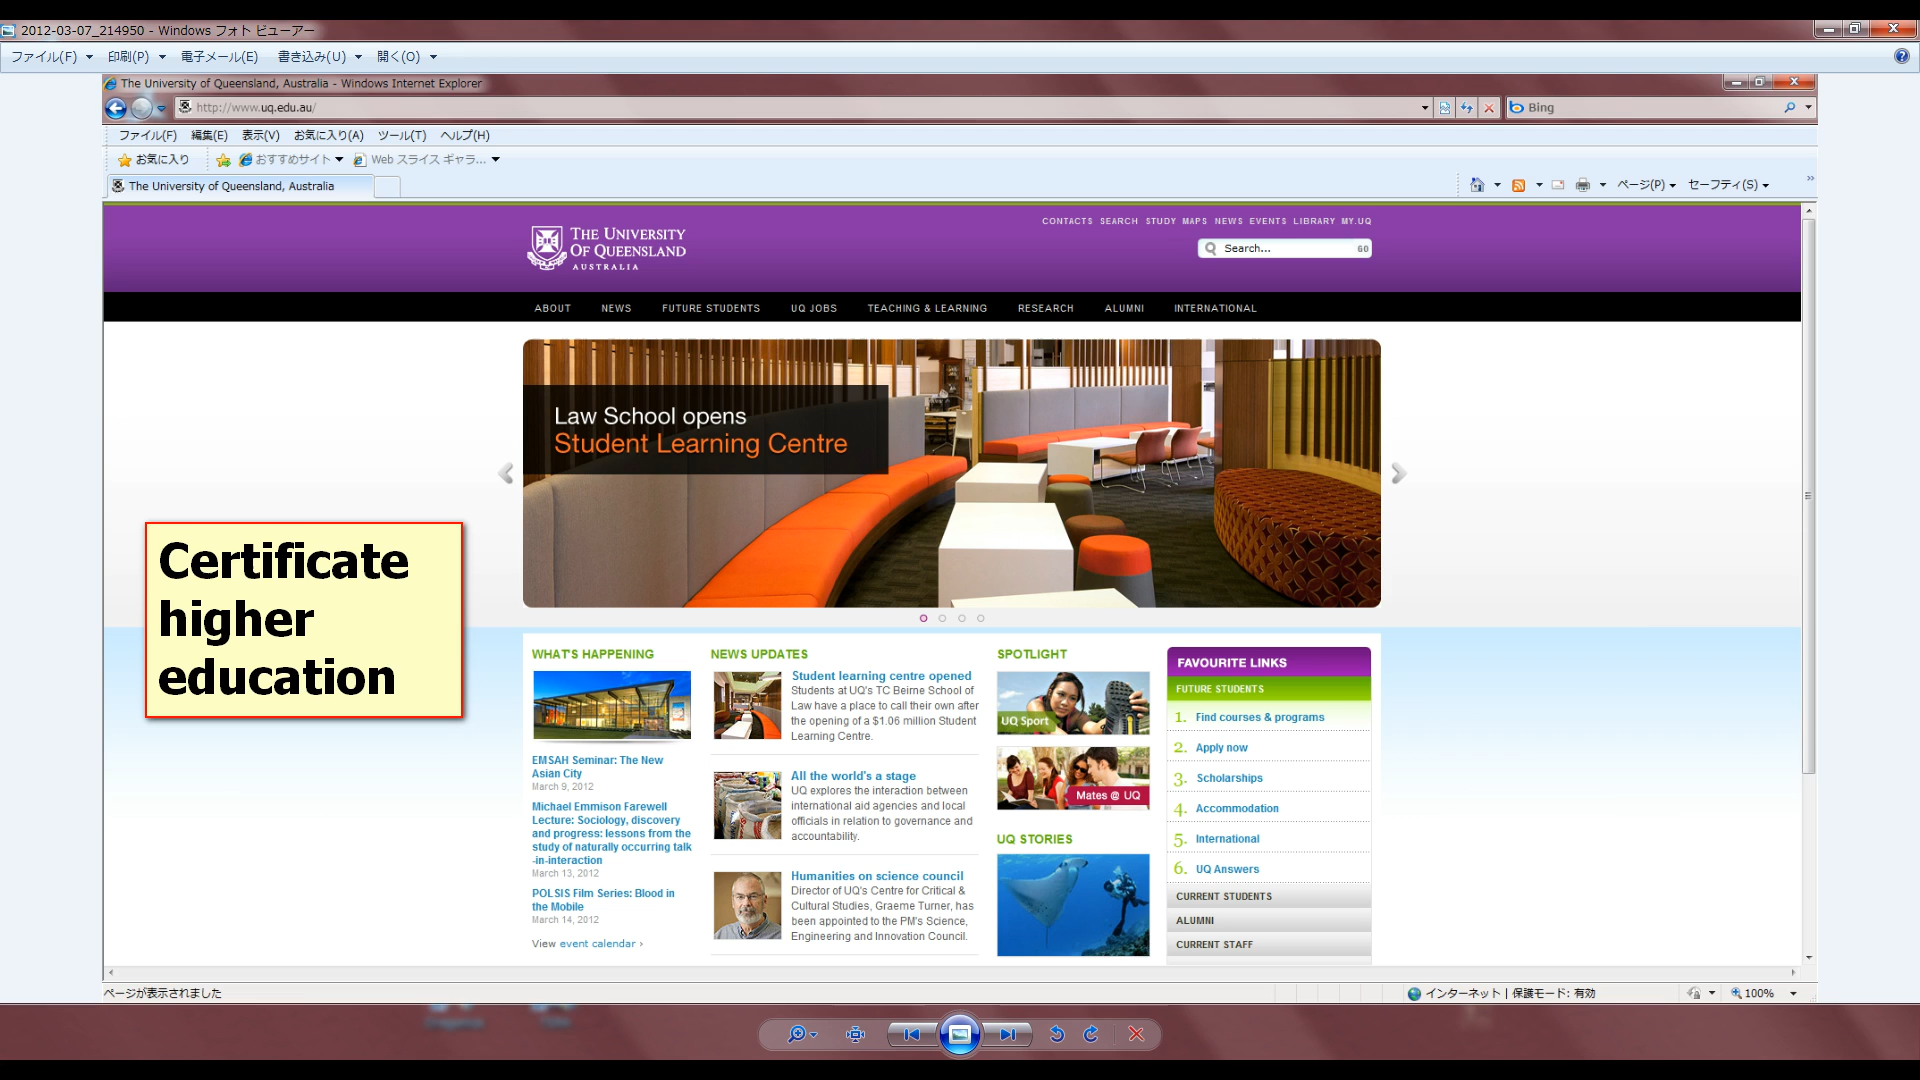 2012-03-07_214950 - Windows フォト ビューアー
ファイル(F) 印刷(P) 電子メール(E) 書き込み(U) 開く(O)
The University of Queensland, Australia - Windows Internet Explorer
http://www.uq.edu.au/
Bing
ファイル(F) 編集(E) 表示(V) お気に入り(A) ツール(T) ヘルプ(H)
お気に入り おすすめサイト Web スライス ギャラ...
The University of Queensland, Australia
ページ(P) セーフティ(S)
CONTACTS SEARCH STUDY MAPS NEWS EVENTS LIBRARY MY.UQ
THE UNIVERSITY
OF QUEENSLAND
AUSTRALIA
Search... GO
ABOUT NEWS FUTURE STUDENTS UQ JOBS TEACHING & LEARNING RESEARCH ALUMNI INTERNATIONAL
Law School opens
Student Learning Centre
Certificate
higher
education
WHAT'S HAPPENING
EMSAH Seminar: The New
Asian City
March 9, 2012
Michael Emmison Farewell
Lecture: Sociology, discovery
and progress: lessons from the
study of naturally occurring talk
-in-interaction
March 13, 2012
POLSIS Film Series: Blood in
the Mobile
March 14, 2012
View event calendar ›
NEWS UPDATES
Student learning centre opened
Students at UQ's TC Beirne School of
Law have a place to call their own after
the opening of a $1.06 million Student
Learning Centre.
All the world's a stage
UQ explores the interaction between
international aid agencies and local
officials in relation to governance and
accountability.
Humanities on science council
Director of UQ's Centre for Critical &
Cultural Studies, Graeme Turner, has
been appointed to the PM's Science,
Engineering and Innovation Council.
SPOTLIGHT
UQ Sport
Mates @ UQ
UQ STORIES
FAVOURITE LINKS
FUTURE STUDENTS
1. Find courses & programs
2. Apply now
3. Scholarships
4. Accommodation
5. International
6. UQ Answers
CURRENT STUDENTS
ALUMNI
CURRENT STAFF
ページが表示されました
インターネット | 保護モード: 有効
100%